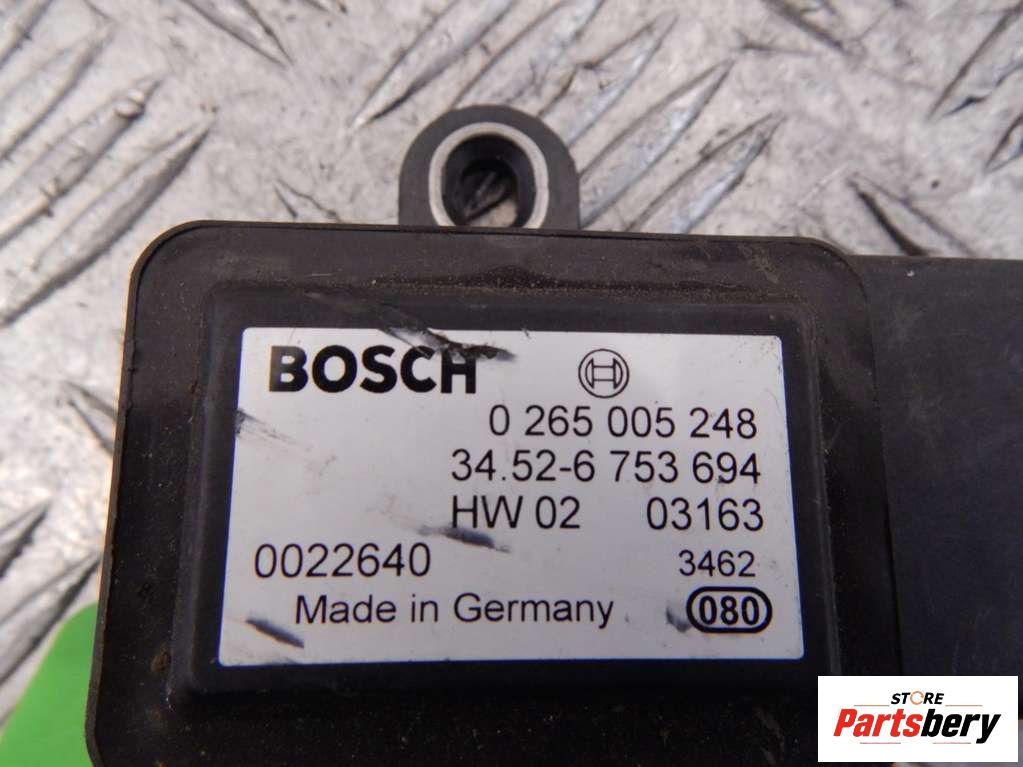 BOSCH
0 265 005 248
34.52-6 753 694
HW 02 03163
0022640 3462
Made in Germany 080
STORE
Partsbery